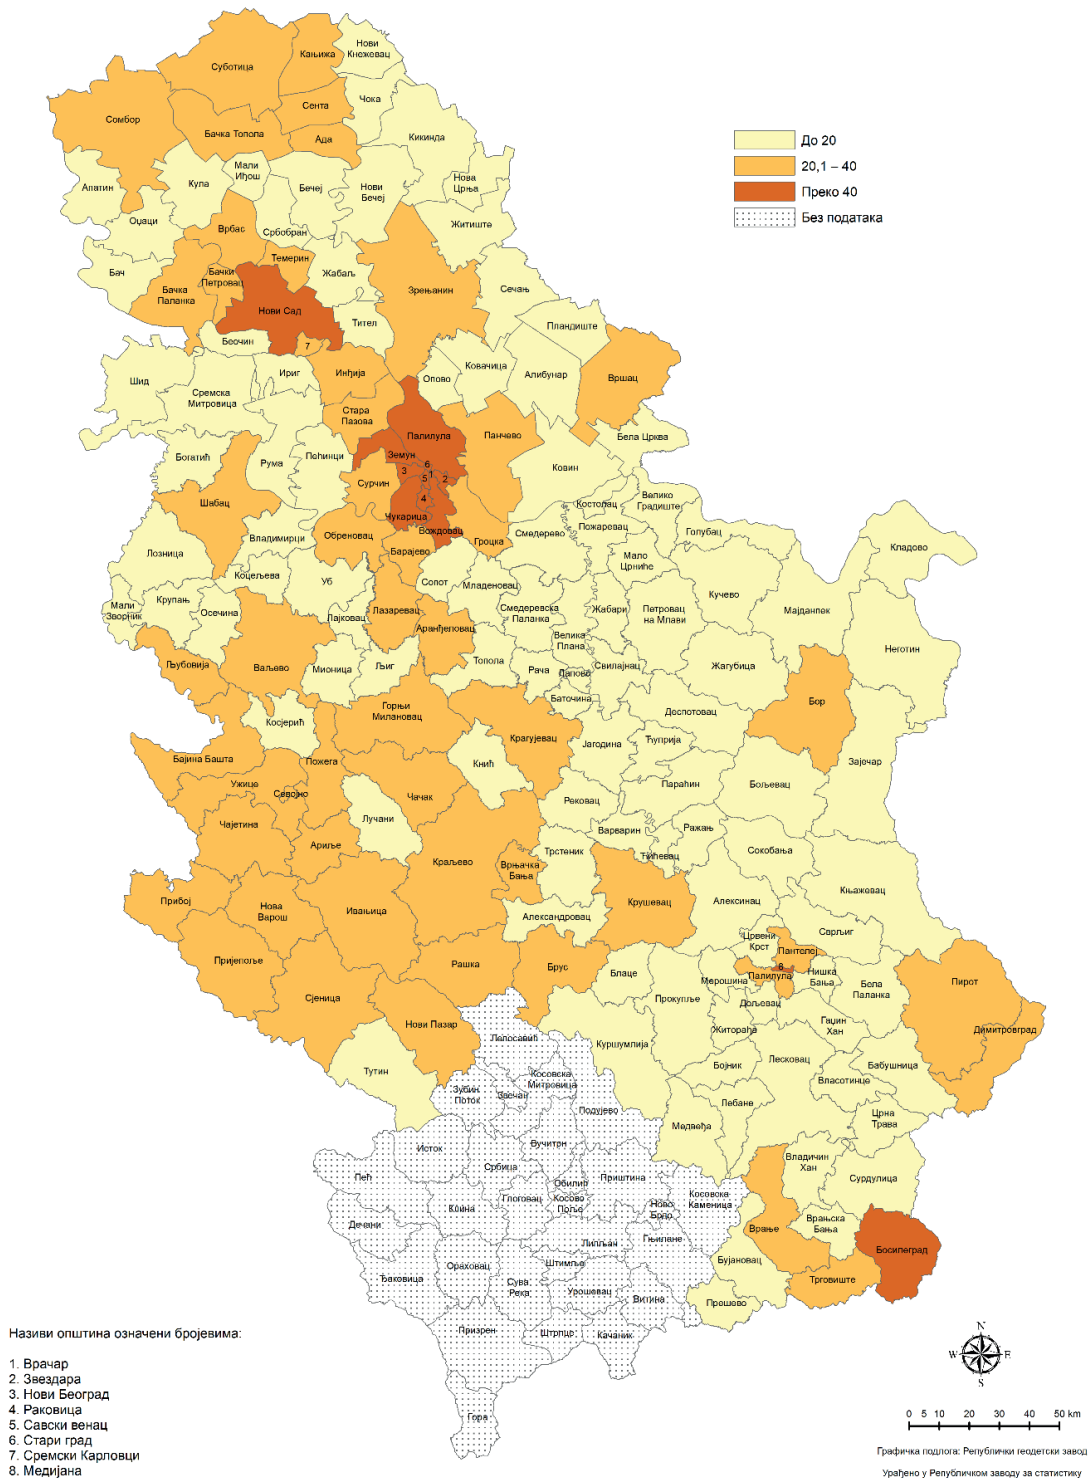 Нови
Кнежевац
Кањижа
Суботица
Чока
Сента
Сомбор
Бачка Топола
Ада
Кикинда
До 20
20,1 – 40
Преко 40
Без података
Мали
Иђош
Кула
Бечеј
Нови
Бечеј
Нова
Црња
Апатин
Оџаци
Врбас
Србобран
Житиште
Темерин
Бач
Бачки
Петровац
Жабаљ
Бачка
Паланка
Зрењанин
Сечањ
Нови Сад
Тител
Пландиште
Беочин
7
Шид
Ириг
Инђија
Опово
Ковачица
Алибунар
Вршац
Сремска
Митровица
Стара
Пазова
Палилула
Панчево
Бела Црква
Богатић
Рума
Пећинци
Земун
6
3
1
5
2
Сурчин
Ковин
4
Шабац
Чукарица
Вождовац
Костолац
Велико
Градиште
Пожаревац
Голубац
Владимирци
Обреновац
Гроцка
Смедерево
Барајево
Кладово
Лозница
Мало
Црниће
Коцељева
Уб
Сопот
Младеновац
Кучево
Мали
Зворник
Крупањ
Осечина
Лајковац
Лазаревац
Смедеревска
Паланка
Жабари
Петровац
на Млави
Мајданпек
Аранђеловац
Велика
Плана
Неготин
Љубовија
Ваљево
Мионица
Љиг
Топола
Рача
Лапово
Свилајнац
Жагубица
Баточина
Бор
Косјерић
Горњи
Милановац
Деспотовац
Крагујевац
Јагодина
Ћуприја
Бајина Башта
Пожега
Кнић
Зајечар
Ужице
Севојно
Чачак
Параћин
Бољевац
Рековац
Чајетина
Лучани
Варварин
Ражањ
Ариље
Краљево
Врњачка
Бања
Трстеник
Ћићевац
Сокобања
Књажевац
Прибој
Нова
Варош
Ивањица
Крушевац
Алексинац
Александровац
Црвени
Крст
Сврљиг
Пантелеј
Пријепоље
Рашка
Брус
Блаце
8
Палилула
Мерошина
Нишка
Бања
Бела
Паланка
Пирот
Сјеница
Прокупље
Дољевац
Нови Пазар
Гаџин
Хан
Димитровград
Лепосавић
Куршумлија
Житорађа
Тутин
Косовска
Митровица
Бојник
Лесковац
Бабушница
Зубин
Поток
Звечан
Власотинце
Подујево
Лебане
Црна
Трава
Медвеђа
Вучитрн
Исток
Србица
Владичин
Хан
Пећ
Обилић
Приштина
Сурдулица
Клина
Глоговац
Косово
Поље
Косовска
Каменица
Ново
Брдо
Дечани
Врањска
Бања
Врање
Гњилане
Липљан
Босилеград
Ораховац
Штимље
Бујановац
Ђаковица
Сува
Река
Урошевац
Трговиште
Витина
Прешево
Призрен
Штрпце
Качаник
Гора
Називи општина означени бројевима:
1. Врачар
2. Звездара
3. Нови Београд
4. Раковица
5. Савски венац
6. Стари град
7. Сремски Карловци
8. Медијана
N
W
E
S
0 5 10 20 30 40 50 km
Графичка подлога: Републички геодетски завод
Урађено у Републичком заводу за статистику